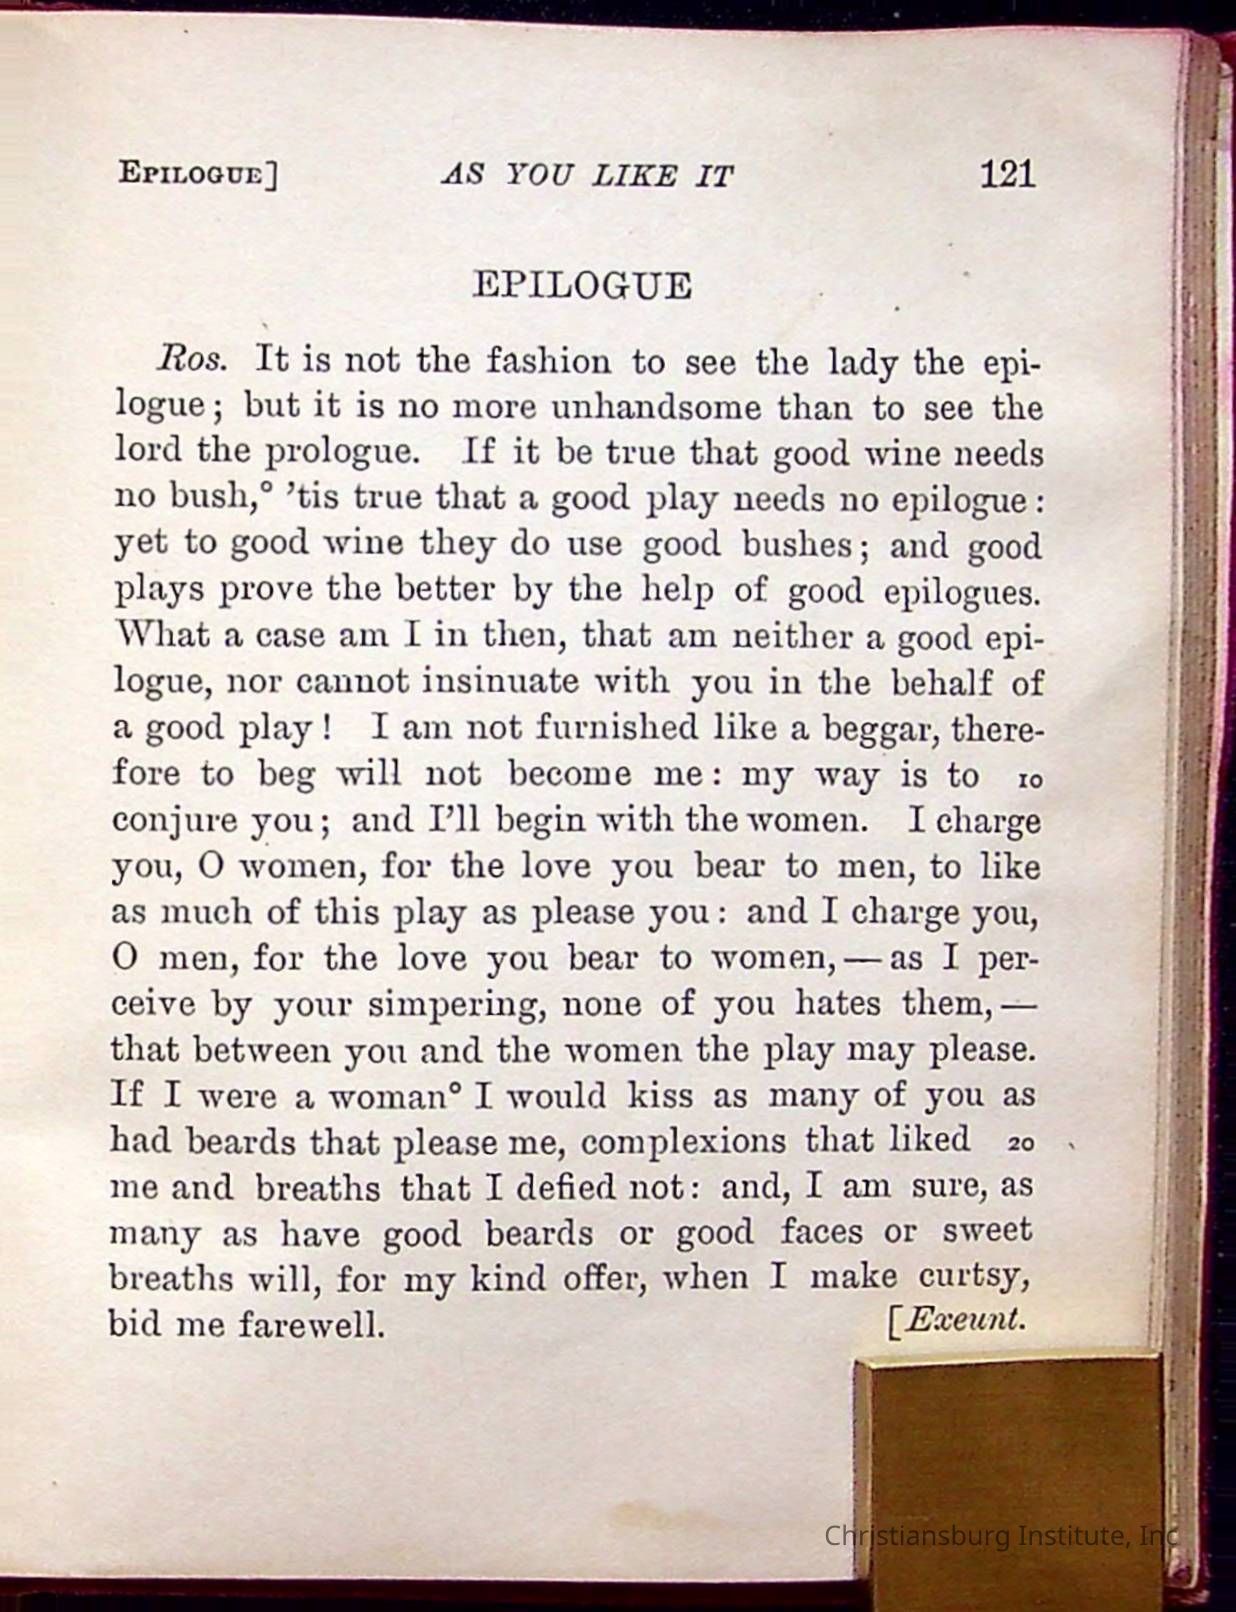 EPILOGUE] AS YOU LIKE IT 121
EPILOGUE
Ros. It is not the fashion to see the lady the epi-
logue; but it is no more unhandsome than to see the
lord the prologue. If it be true that good wine needs
no bush,° 'tis true that a good play needs no epilogue:
yet to good wine they do use good bushes; and good
plays prove the better by the help of good epilogues.
What a case am I in then, that am neither a good epi-
logue, nor cannot insinuate with you in the behalf of
a good play! I am not furnished like a beggar, there-
fore to beg will not become me: my way is to 10
conjure you; and I'll begin with the women. I charge
you, O women, for the love you bear to men, to like
as much of this play as please you: and I charge you,
O men, for the love you bear to women, — as I per-
ceive by your simpering, none of you hates them, —
that between you and the women the play may please.
If I were a woman° I would kiss as many of you as
had beards that please me, complexions that liked 20
me and breaths that I defied not: and, I am sure, as
many as have good beards or good faces or sweet
breaths will, for my kind offer, when I make curtsy,
bid me farewell. [Exeunt.
Christiansburg Institute, Inc